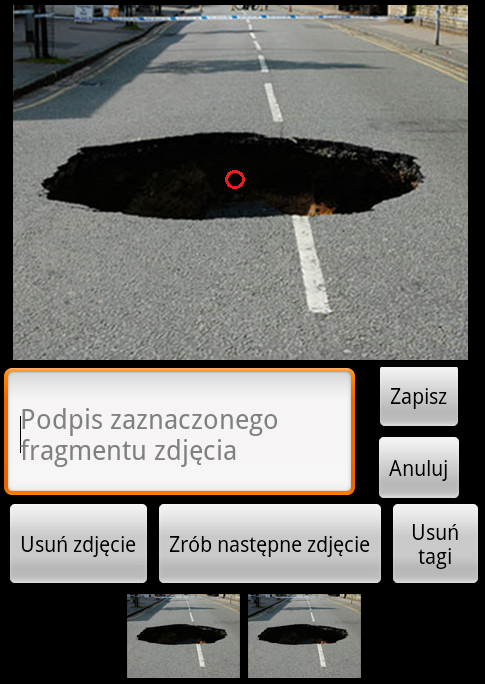 Podpis zaznaczonego
fragmentu zdjęcia
Zapisz
Anuluj
Usuń zdjęcie
Zrób następne zdjęcie
Usuń
tagi